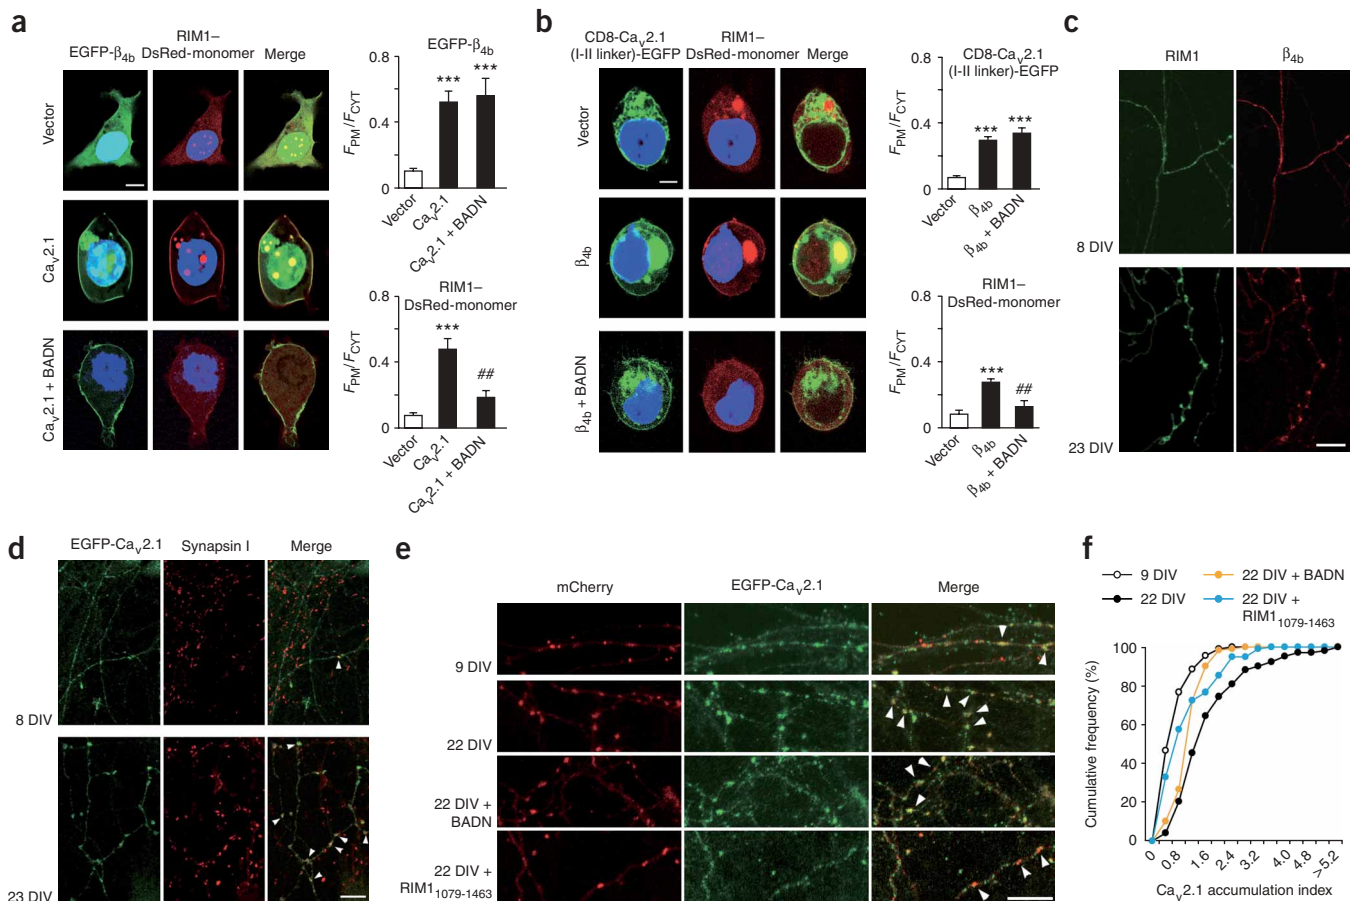 a
EGFP-β4b
RIM1–
DsRed-monomer
Merge
Vector
Cav2.1
Cav2.1 + BADN
EGFP-β4b
0.8
0.4
0
FPM/FCYT
***
***
Vector
Cav2.1
Cav2.1 + BADN
RIM1–
DsRed-monomer
0.8
0.4
0
FPM/FCYT
***
##
Vector
Cav2.1
Cav2.1 + BADN
b
CD8-Cav2.1
(I-II linker)-EGFP
RIM1–
DsRed-monomer
Merge
Vector
β4b
β4b + BADN
CD8-Cav2.1
(I-II linker)-EGFP
0.8
0.4
0
FPM/FCYT
***
***
Vector
β4b
β4b + BADN
RIM1–
DsRed-monomer
0.8
0.4
0
FPM/FCYT
***
##
Vector
β4b
β4b + BADN
c
RIM1
β4b
8 DIV
23 DIV
d
EGFP-Cav2.1
Synapsin I
Merge
8 DIV
23 DIV
e
mCherry
EGFP-Cav2.1
Merge
9 DIV
22 DIV
22 DIV +
BADN
22 DIV +
RIM11079-1463
f
9 DIV
22 DIV
22 DIV + BADN
22 DIV +
RIM11079-1463
100
80
60
40
20
0
Cumulative frequency (%)
0
0.8
1.6
2.4
3.2
4.0
4.8
>5.2
Cav2.1 accumulation index